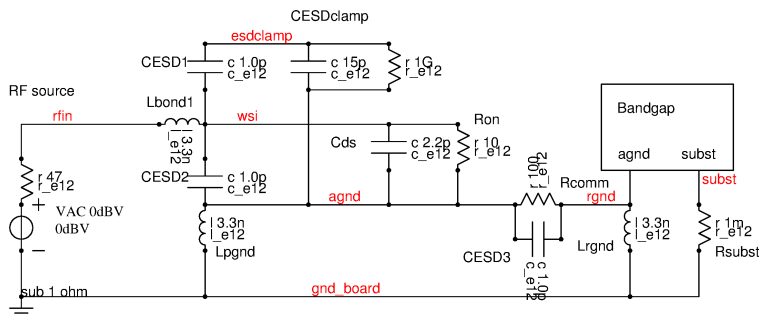 CESDclamp
esdclamp
CESD1
c 1.0p
c_e12
c 15p
c_e12
r 1G
r_e12
RF source
rfin
Lbond1
l 3.3n
l_e12
wsi
Ron
Cds
c 2.2p
c_e12
r 10
r_e12
Bandgap
agnd
subst
subst
CESD2
c 1.0p
c_e12
r 47
r_e12
VAC 0dBV
0dBV
agnd
r 100
r_e12
Rcomm
rgnd
l 3.3n
l_e12
Lpgnd
CESD3
c 1.0p
c_e12
l 3.3n
l_e12
Lrgnd
r 1m
r_e12
Rsubst
sub 1 ohm
gnd_board